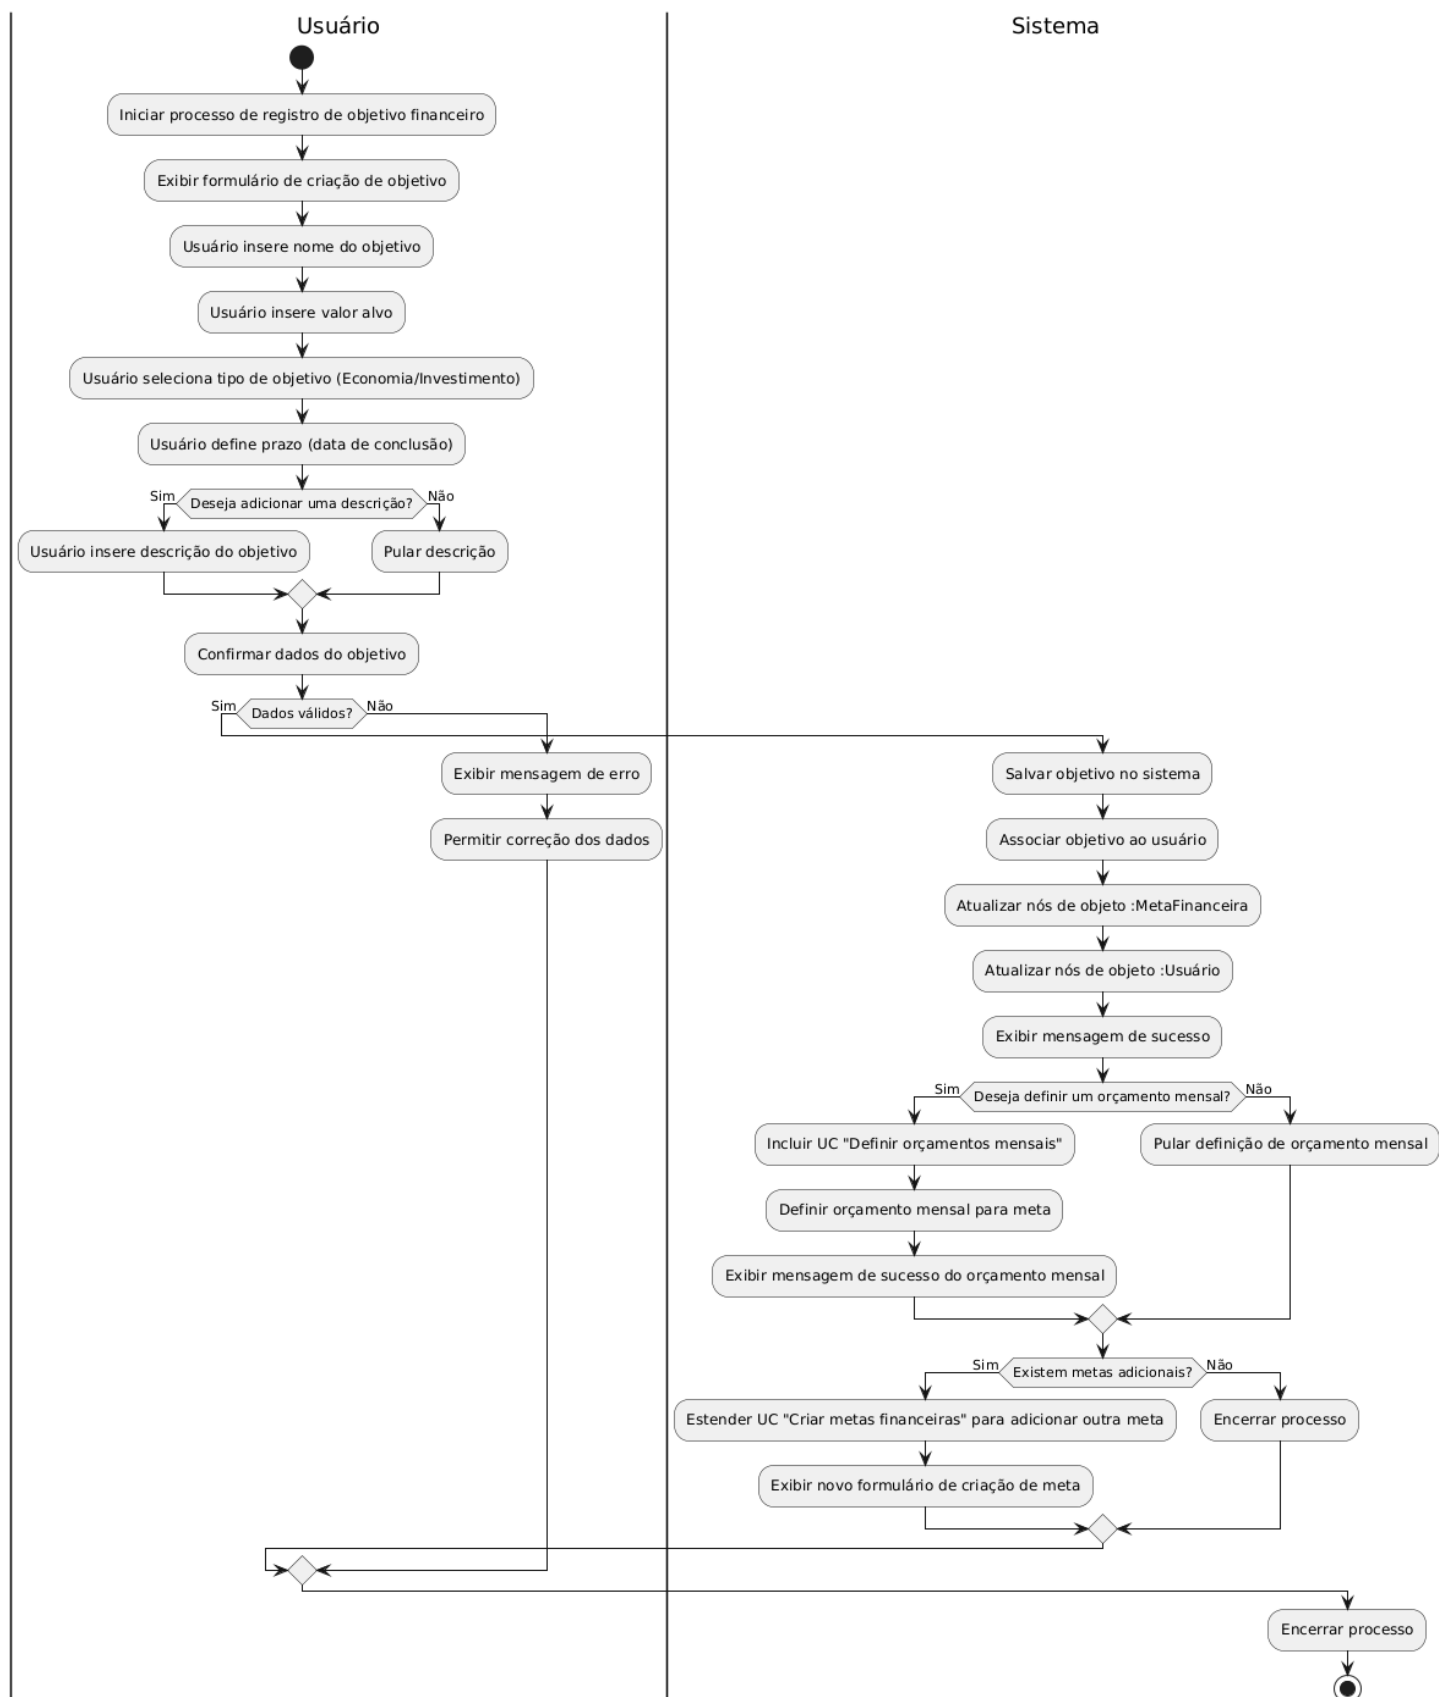 Usuário
Sistema
Iniciar processo de registro de objetivo financeiro
Exibir formulário de criação de objetivo
Usuário insere nome do objetivo
Usuário insere valor alvo
Usuário seleciona tipo de objetivo (Economia/Investimento)
Usuário define prazo (data de conclusão)
Sim
Deseja adicionar uma descrição?
Não
Usuário insere descrição do objetivo
Pular descrição
Confirmar dados do objetivo
Sim
Dados válidos?
Não
Exibir mensagem de erro
Permitir correção dos dados
Salvar objetivo no sistema
Associar objetivo ao usuário
Atualizar nós de objeto :MetaFinanceira
Atualizar nós de objeto :Usuário
Exibir mensagem de sucesso
Sim
Deseja definir um orçamento mensal?
Não
Incluir UC "Definir orçamentos mensais"
Pular definição de orçamento mensal
Definir orçamento mensal para meta
Exibir mensagem de sucesso do orçamento mensal
Sim
Existem metas adicionais?
Não
Estender UC "Criar metas financeiras" para adicionar outra meta
Encerrar processo
Exibir novo formulário de criação de meta
Encerrar processo